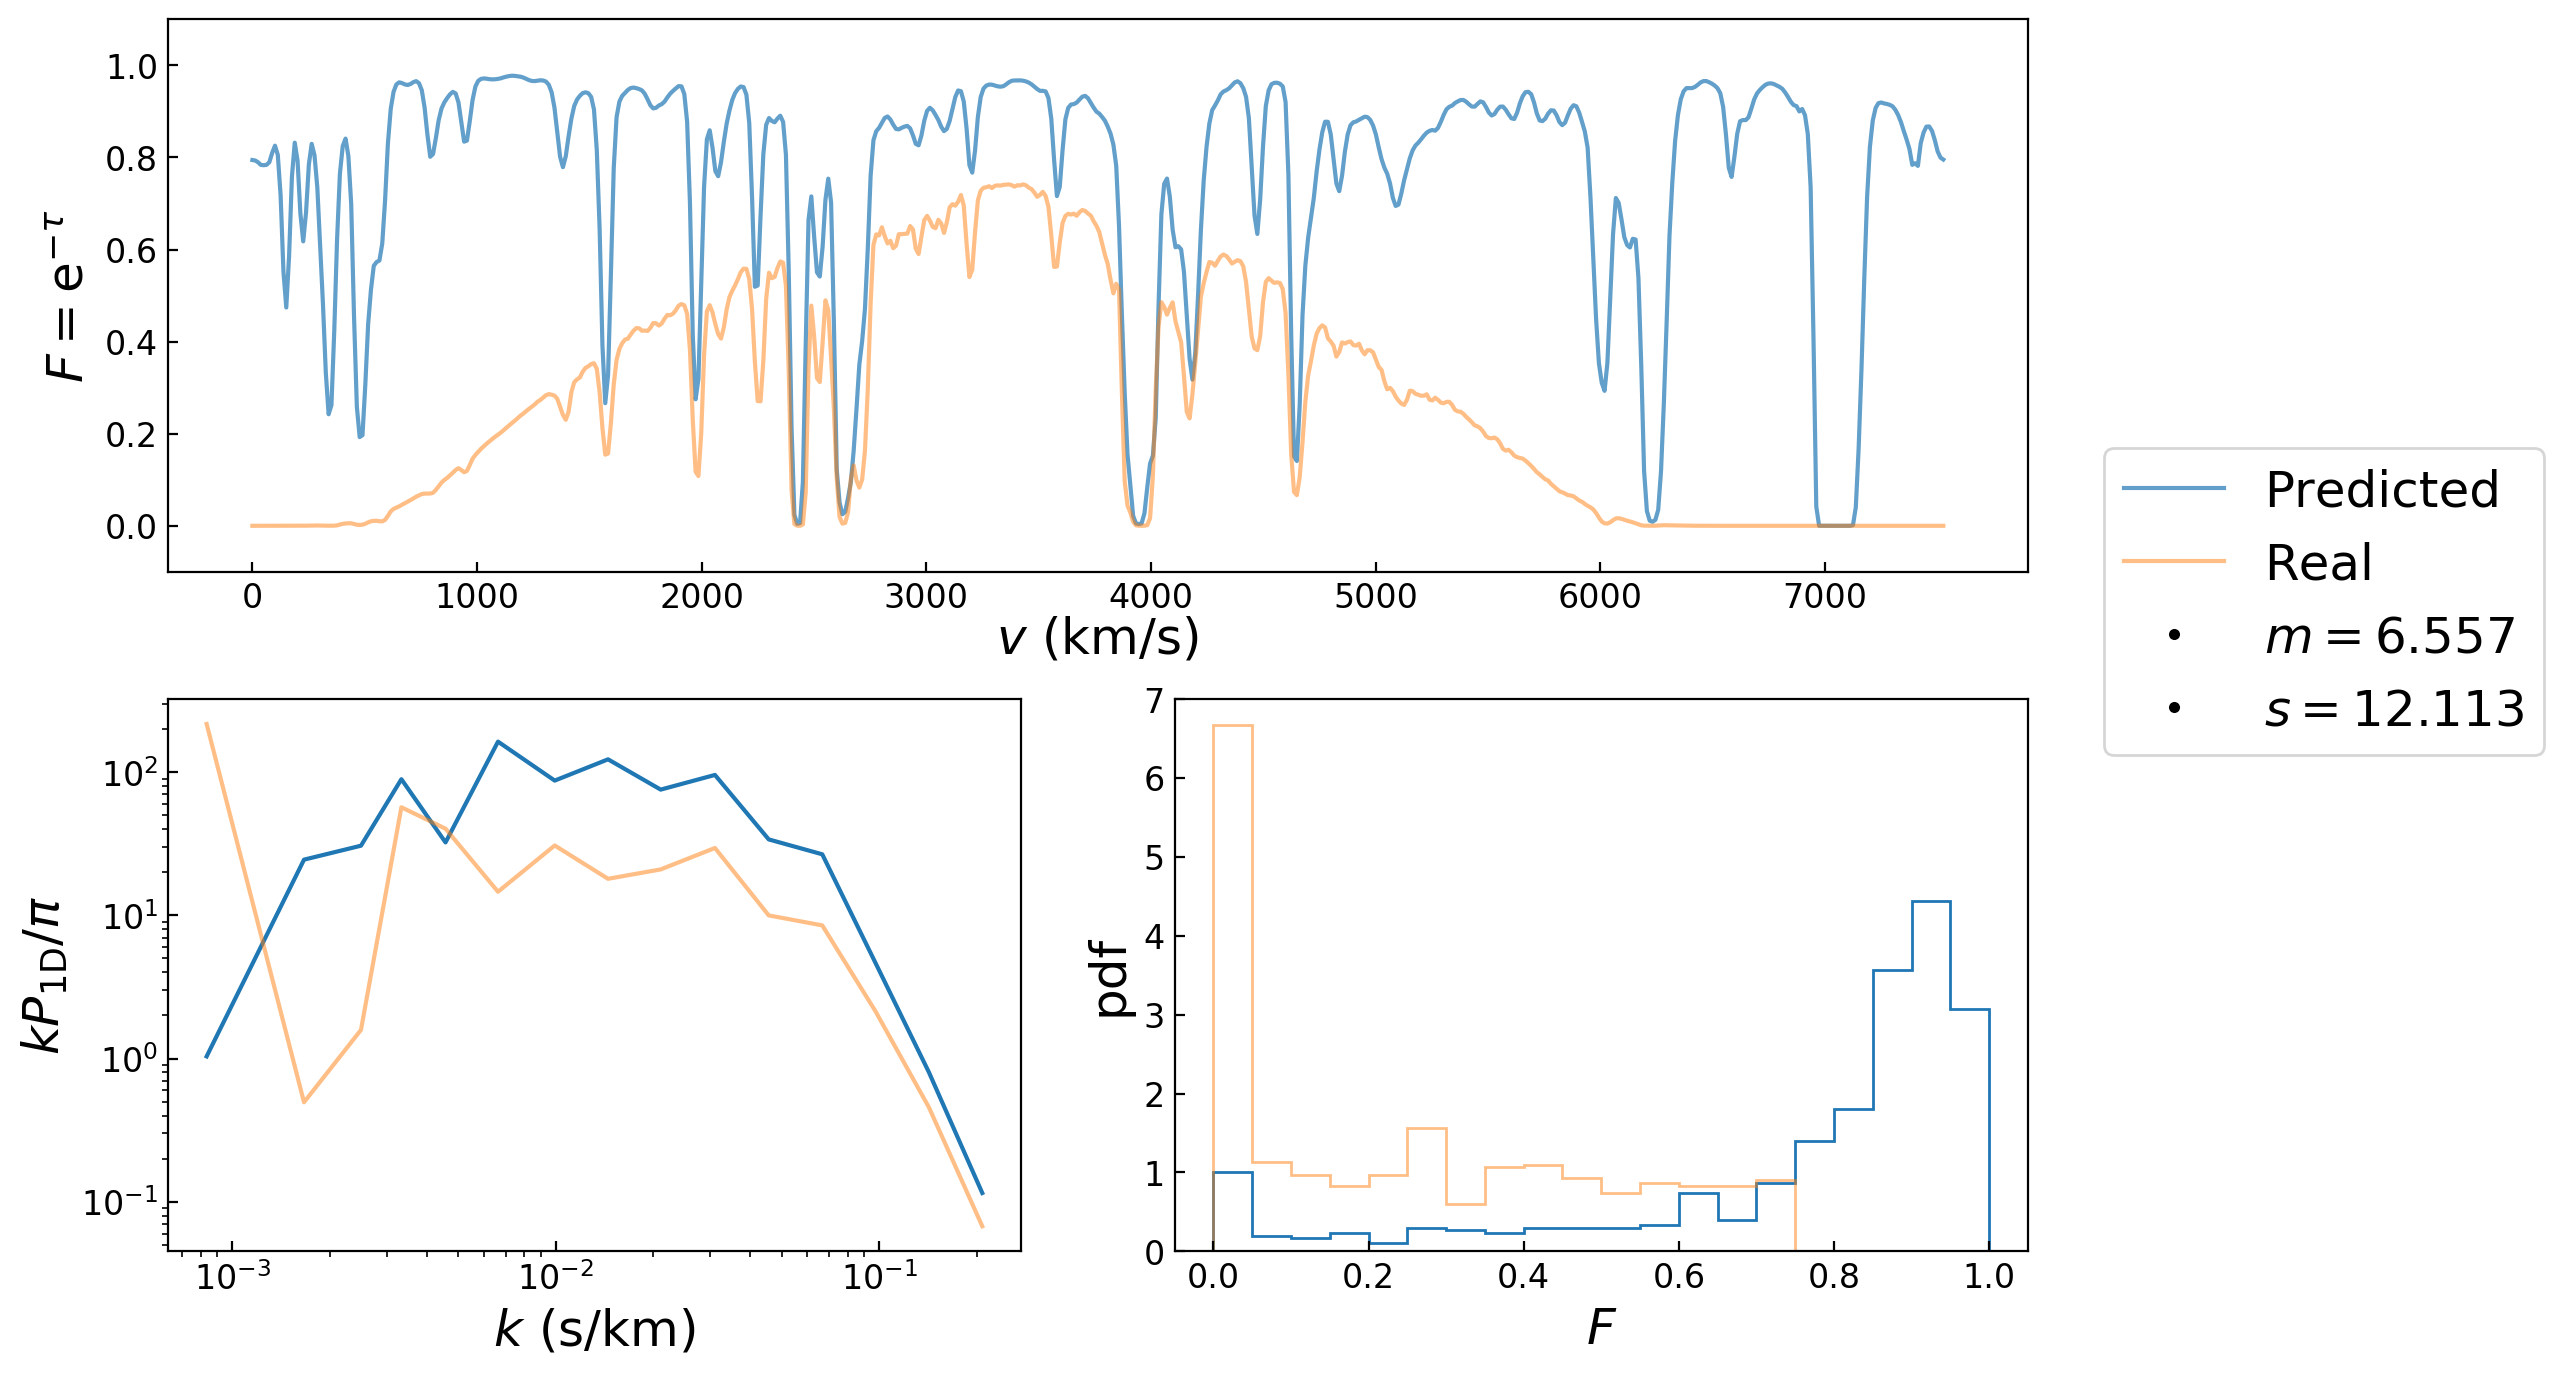 F = e^{-τ}
1.0
0.8
0.6
0.4
0.2
0.0
0 1000 2000 3000 4000 5000 6000 7000
v (km/s)
Predicted
Real
m = 6.557
s = 12.113
kP_{1D}/π
10^2
10^1
10^0
10^{-1}
10^{-3} 10^{-2} 10^{-1}
k (s/km)
pdf
7
6
5
4
3
2
1
0
0.0 0.2 0.4 0.6 0.8 1.0
F